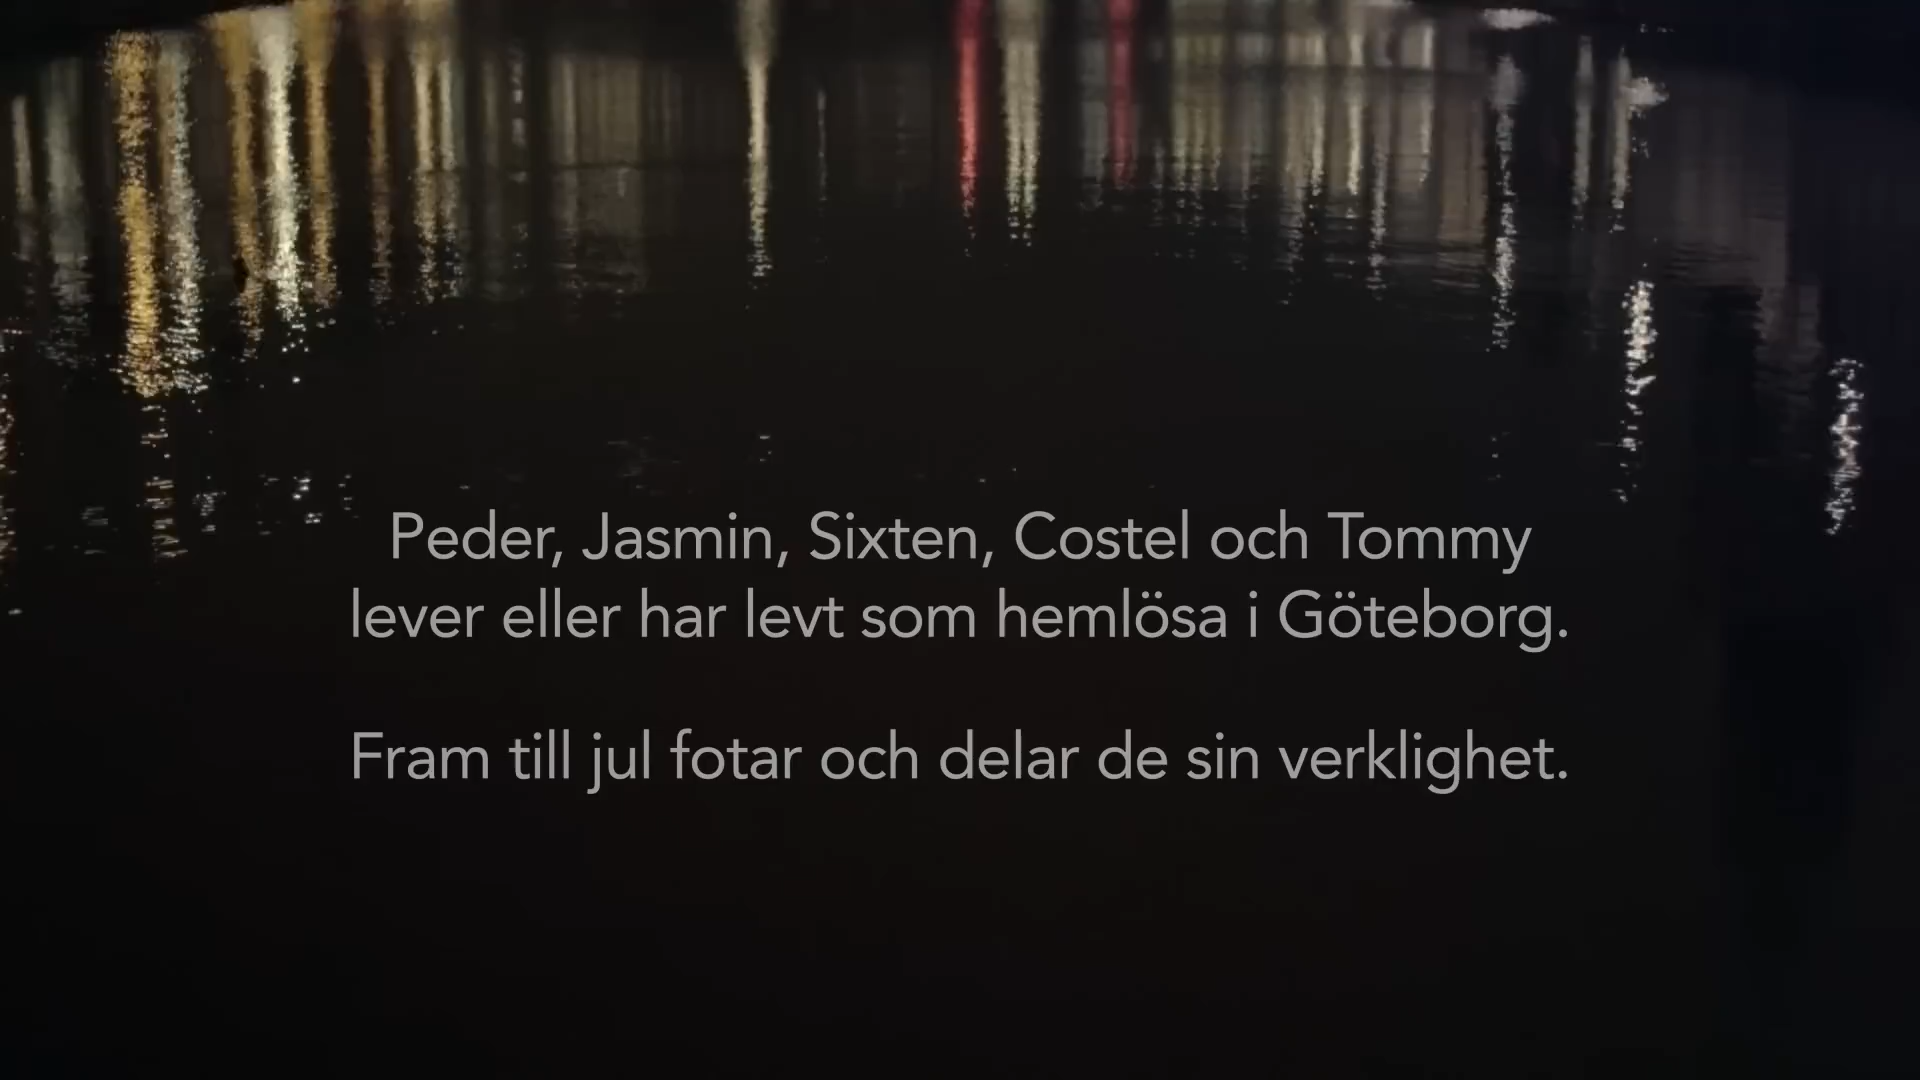 Peder, Jasmin, Sixten, Costel och Tommy
lever eller har levt som hemlösa i Göteborg.
Fram till jul fotar och delar de sin verklighet.